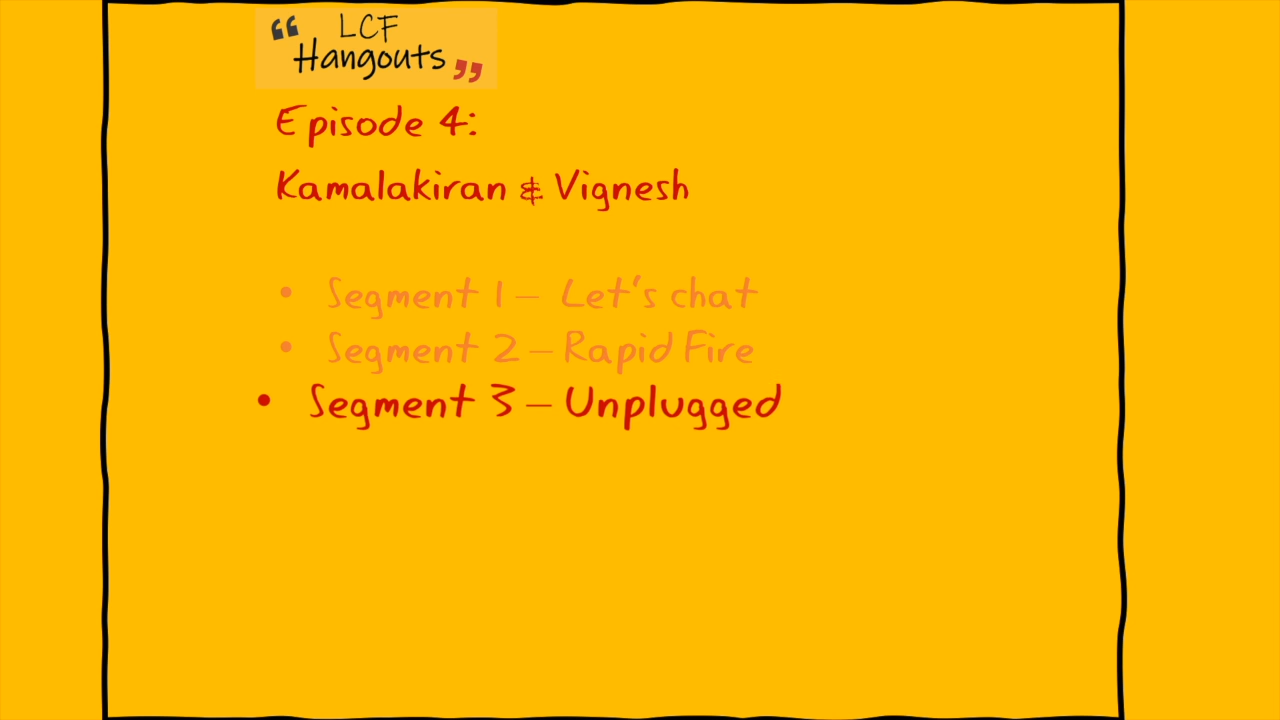 “ LCF
Hangouts ”
Episode 4:
Kamalakiran & Vignesh
• Segment 1 – Let's chat
• Segment 2 – Rapid Fire
• Segment 3 – Unplugged